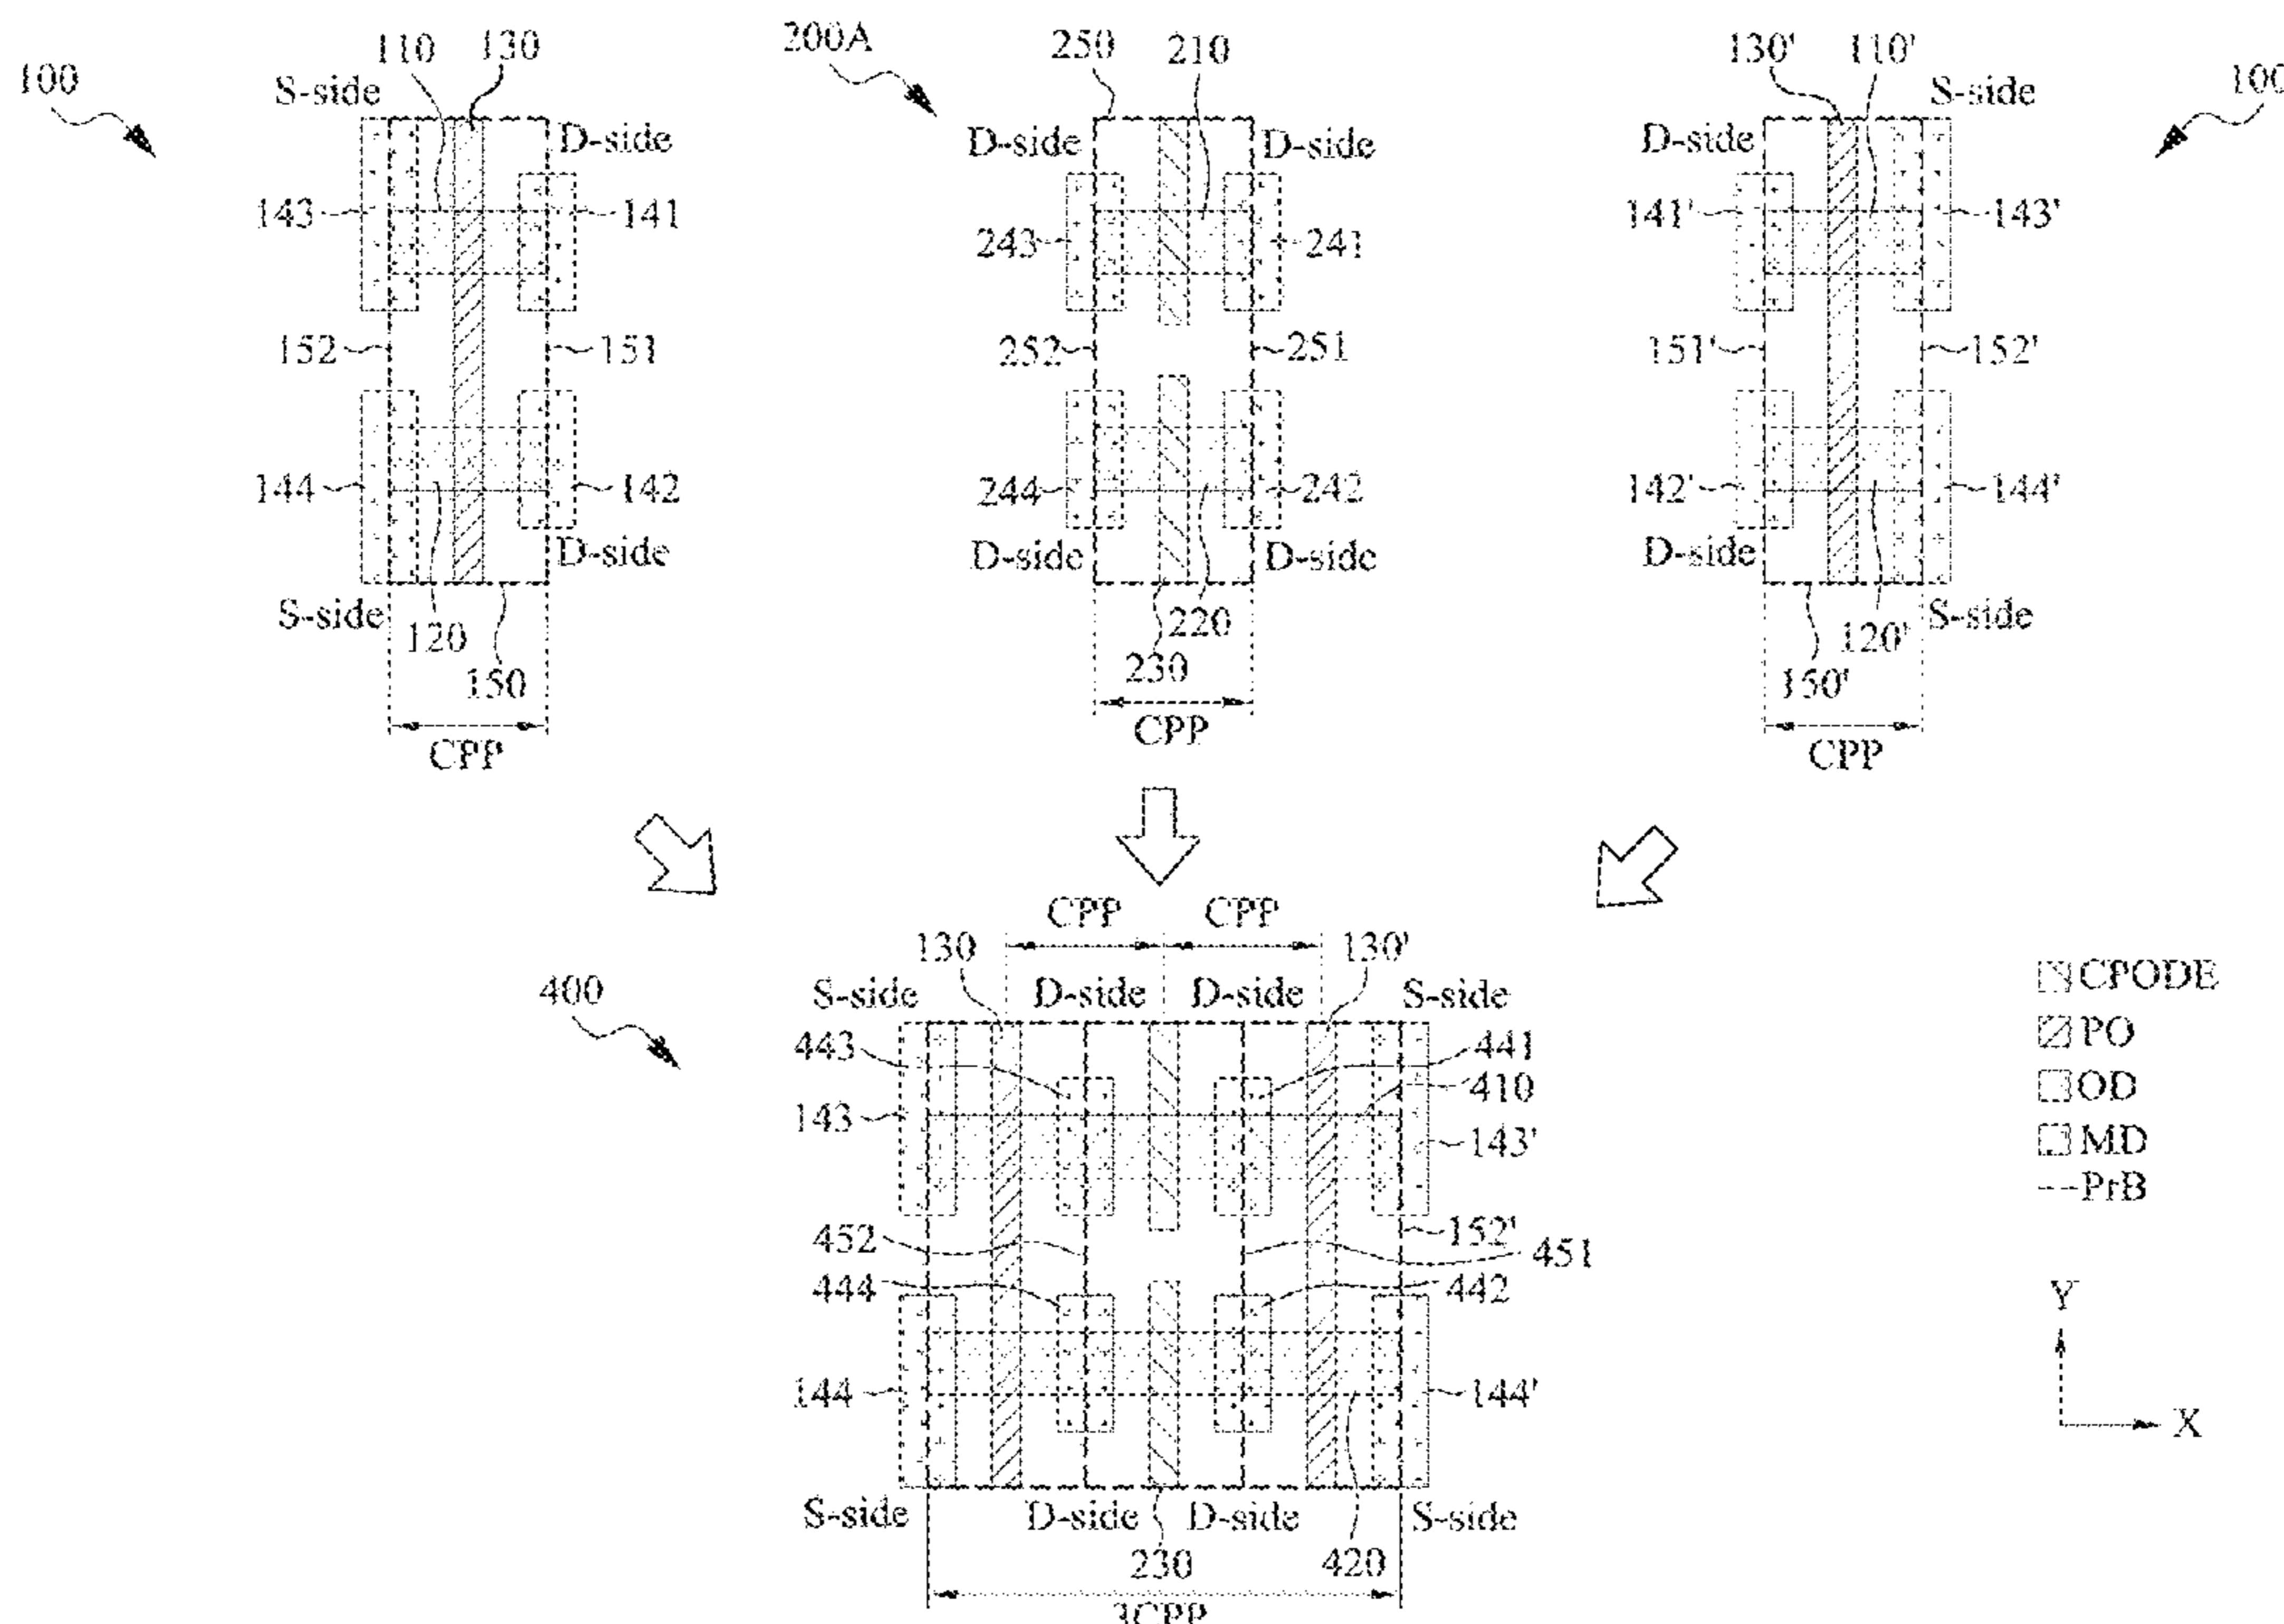 100
110
130
S-side
D-side
143
141
152
151
144
142
S-side
D-side
120
150
CPP
200A
250
210
D-side
D-side
243
241
252
251
244
242
D-side
D-side
220
230
CPP
130'
110'
100
S-side
D-side
141'
143'
151'
152'
142'
144'
D-side
S-side
120'
150'
CPP
CPP
CPP
130
130'
400
S-side
D-side
D-side
S-side
443
441
410
143
143'
452
152'
451
444
442
144
144'
S-side
D-side
D-side
S-side
230
420
3CPP
CPODE
PO
OD
MD
PrB
Y
X